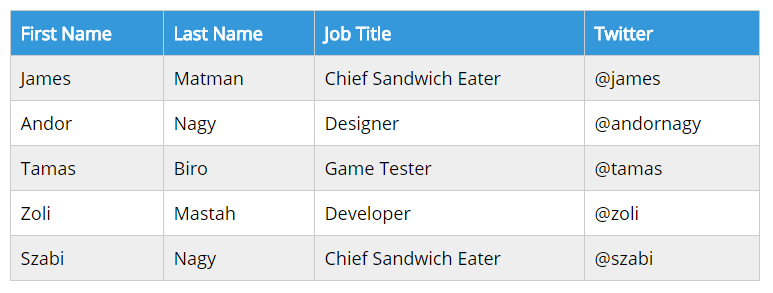 First Name Last Name Job Title Twitter
James Matman Chief Sandwich Eater @james
Andor Nagy Designer @andornagy
Tamas Biro Game Tester @tamas
Zoli Mastah Developer @zoli
Szabi Nagy Chief Sandwich Eater @szabi